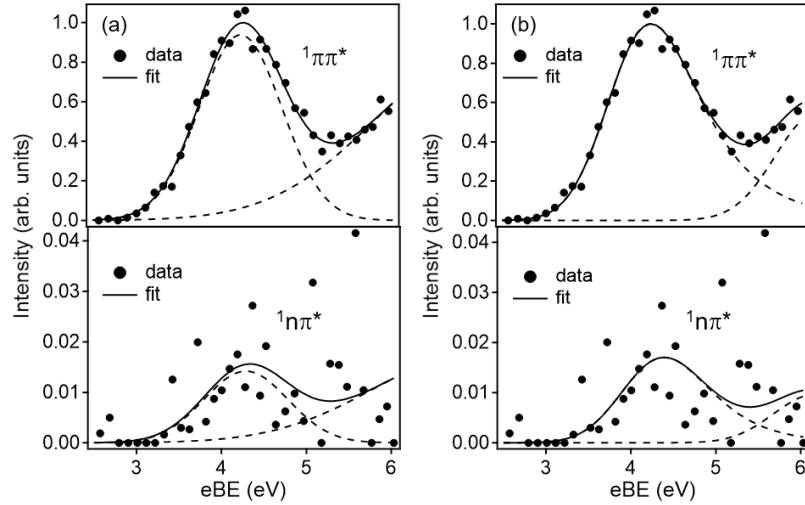 (a)
data
fit
¹ππ*
(b)
data
fit
¹ππ*
1.0
0.8
0.6
0.4
0.2
0.0
1.0
0.8
0.6
0.4
0.2
0.0
Intensity (arb. units)
Intensity (arb. units)
0.04
0.03
0.02
0.01
0.00
data
fit
¹nπ*
0.04
0.03
0.02
0.01
0.00
data
fit
¹nπ*
3 4 5 6
3 4 5 6
eBE (eV)
eBE (eV)